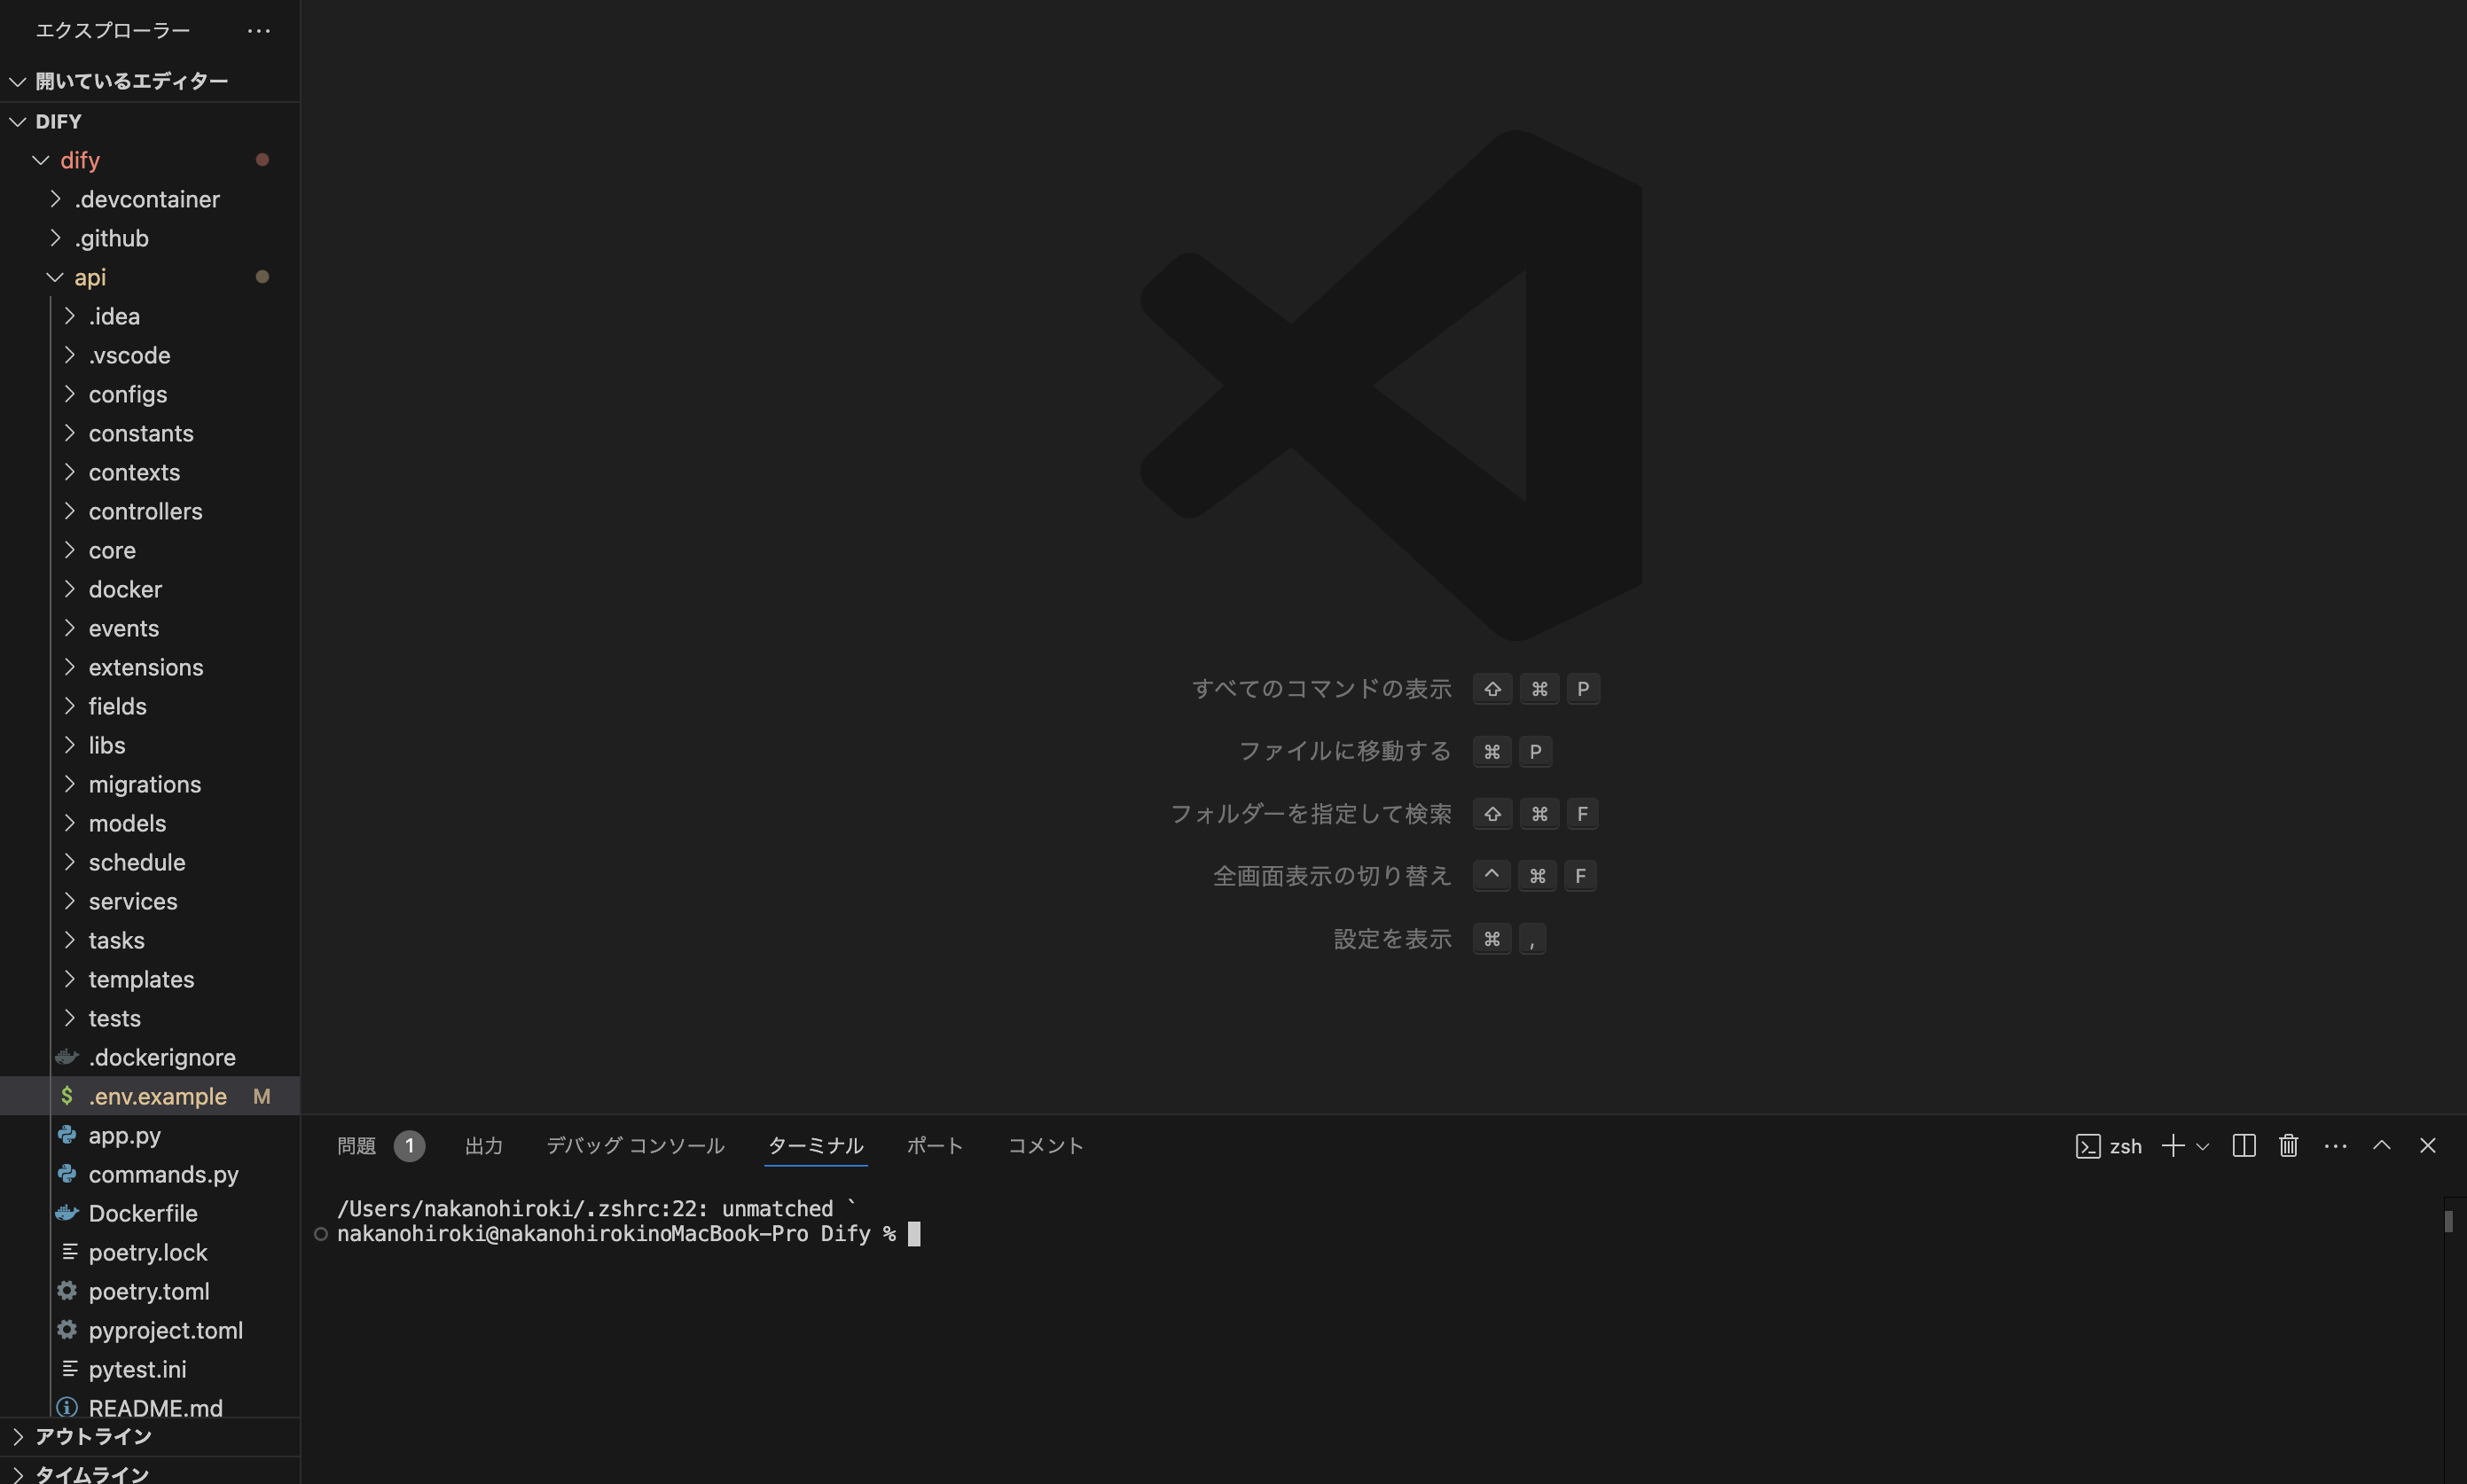 エクスプローラー
開いているエディター
DIFY
dify
.devcontainer
.github
api
.idea
.vscode
configs
constants
contexts
controllers
core
docker
events
extensions
fields
libs
migrations
models
schedule
services
tasks
templates
tests
.dockerignore
$ .env.example M
app.py
commands.py
Dockerfile
poetry.lock
poetry.toml
pyproject.toml
pytest.ini
README.md
アウトライン
タイムライン
すべてのコマンドの表示 ⇧ ⌘ P
ファイルに移動する ⌘ P
フォルダーを指定して検索 ⇧ ⌘ F
全画面表示の切り替え ^ ⌘ F
設定を表示 ⌘ ,
問題 1 出力 デバッグ コンソール ターミナル ポート コメント zsh
/Users/nakanohiroki/.zshrc:22: unmatched `
nakanohiroki@nakanohirokinoMacBook-Pro Dify %